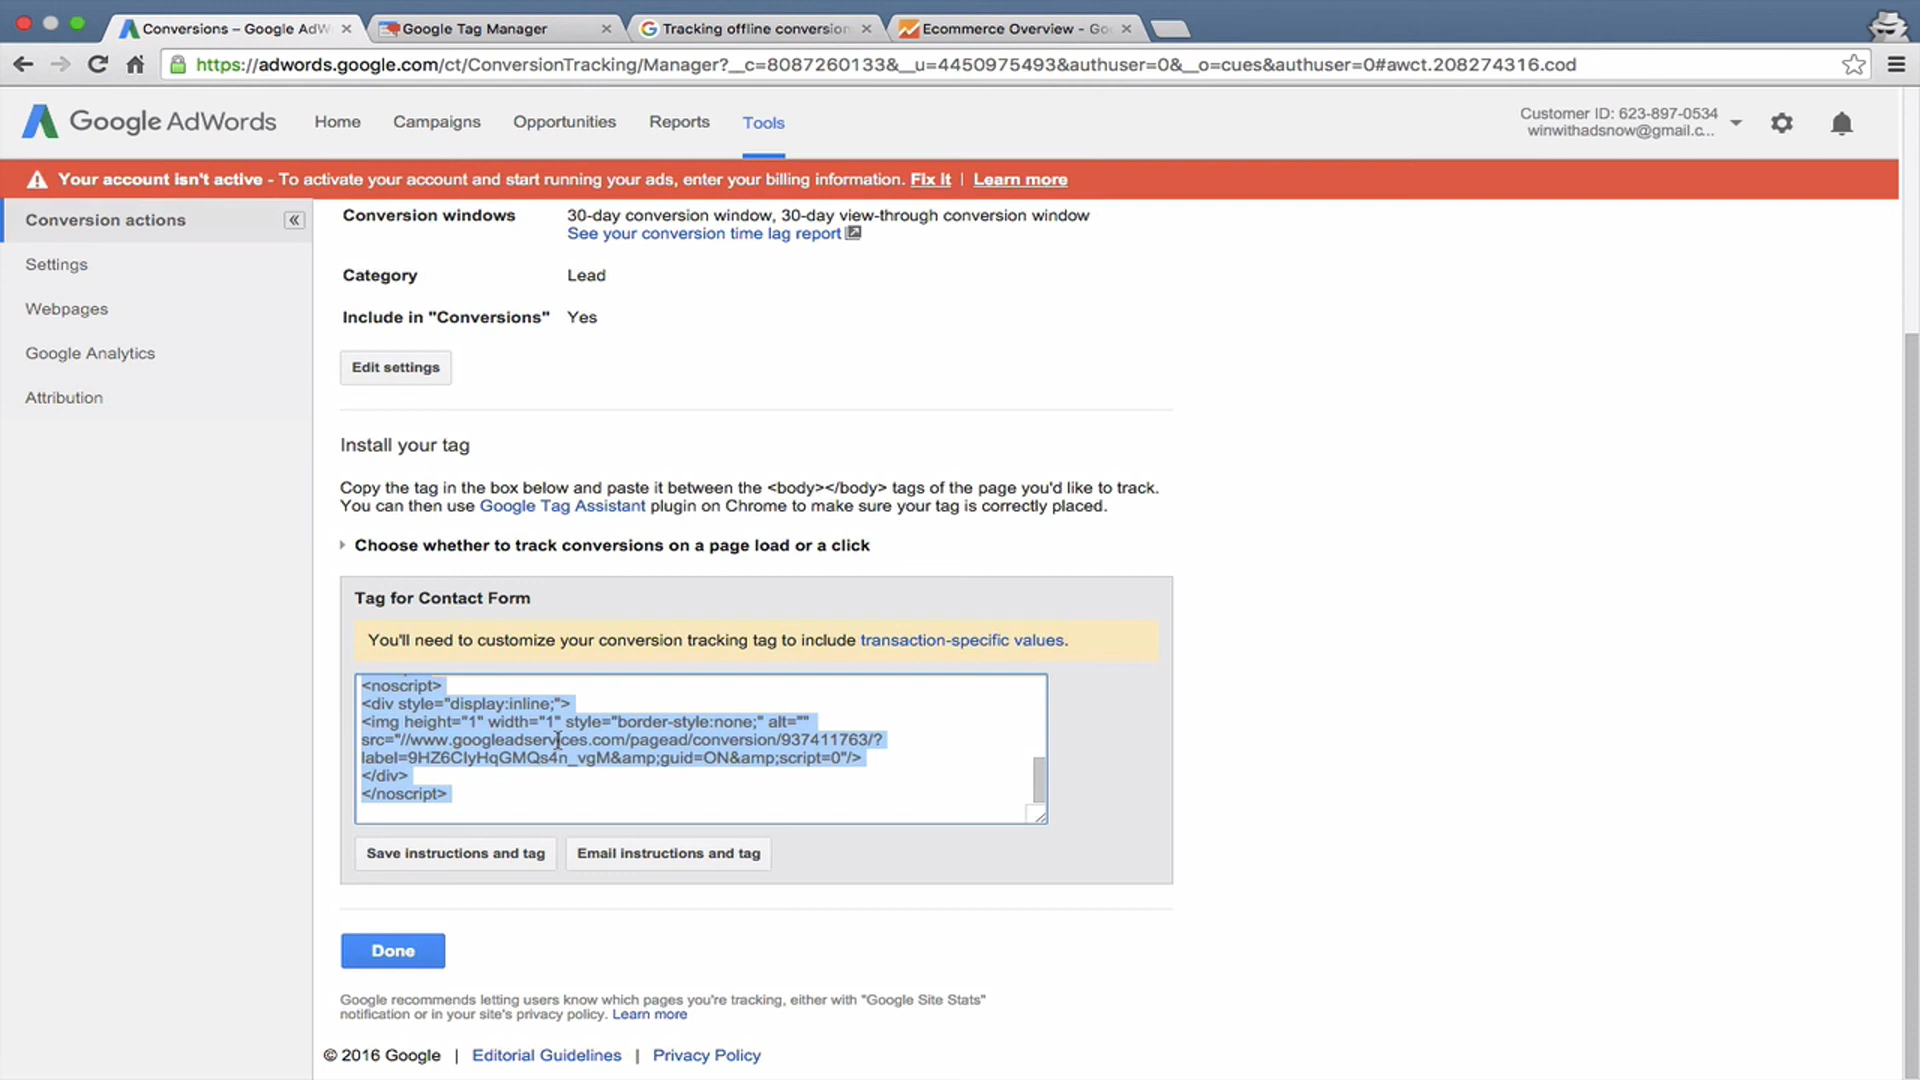 Conversions – Google AdW
Google Tag Manager
Tracking offline conversion
Ecommerce Overview - Go
https://adwords.google.com/ct/ConversionTracking/Manager?__c=8087260133&__u=4450975493&authuser=0&__o=cues&authuser=0#awct.208274316.cod
Google AdWords
Home
Campaigns
Opportunities
Reports
Tools
Customer ID: 623-897-0534
winwithadsnow@gmail.c...
Your account isn't active - To activate your account and start running your ads, enter your billing information. Fix it | Learn more
Conversion actions
Settings
Webpages
Google Analytics
Attribution
Conversion windows 30-day conversion window, 30-day view-through conversion window
See your conversion time lag report
Category Lead
Include in "Conversions" Yes
Edit settings
Install your tag
Copy the tag in the box below and paste it between the <body></body> tags of the page you'd like to track.
You can then use Google Tag Assistant plugin on Chrome to make sure your tag is correctly placed.
Choose whether to track conversions on a page load or a click
Tag for Contact Form
You'll need to customize your conversion tracking tag to include transaction-specific values.
<noscript>
<div style="display:inline;">
<img height="1" width="1" style="border-style:none;" alt=""
src="//www.googleadservices.com/pagead/conversion/937411763/?
label=9HZ6CIyHqGMQs4n_vgM&amp;guid=ON&amp;script=0"/>
</div>
</noscript>
Save instructions and tag
Email instructions and tag
Done
Google recommends letting users know which pages you're tracking, either with "Google Site Stats"
notification or in your site's privacy policy. Learn more
© 2016 Google | Editorial Guidelines | Privacy Policy